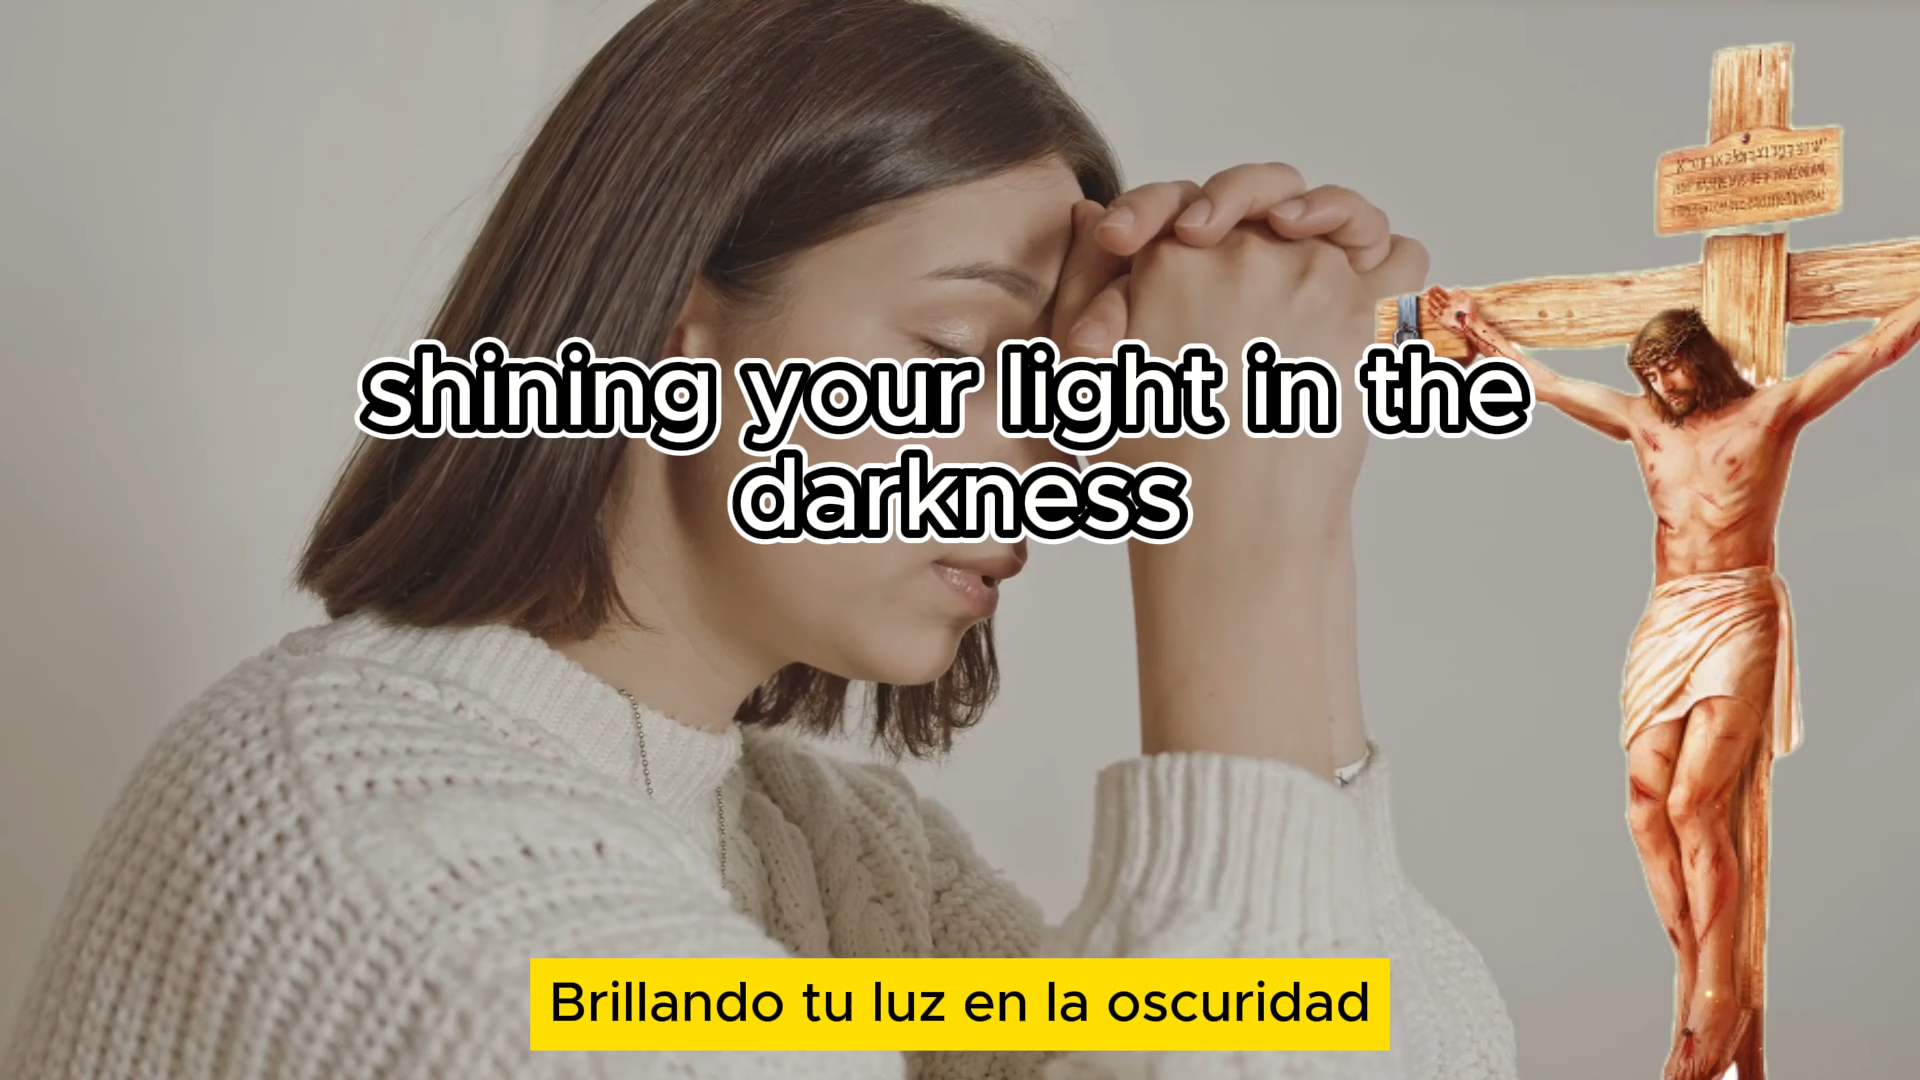 shining your light in the
darkness
Brillando tu luz en la oscuridad